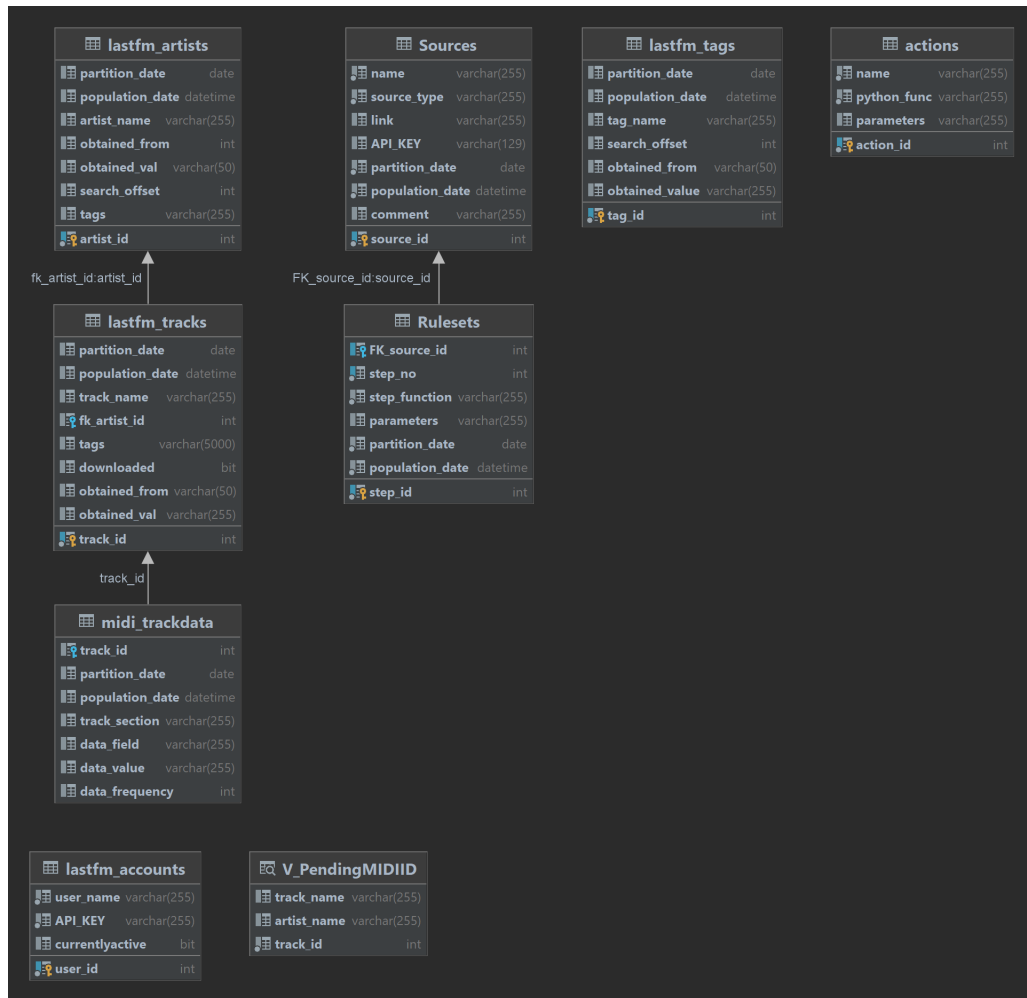 lastfm_artists
partition_date date
population_date datetime
artist_name varchar(255)
obtained_from int
obtained_val varchar(50)
search_offset int
tags varchar(255)
artist_id int
Sources
name varchar(255)
source_type varchar(255)
link varchar(255)
API_KEY varchar(129)
partition_date date
population_date datetime
comment varchar(255)
source_id int
lastfm_tags
partition_date date
population_date datetime
tag_name varchar(255)
search_offset int
obtained_from varchar(50)
obtained_value varchar(255)
tag_id int
actions
name varchar(255)
python_func varchar(255)
parameters varchar(255)
action_id int
fk_artist_id:artist_id
FK_source_id:source_id
lastfm_tracks
partition_date date
population_date datetime
track_name varchar(255)
fk_artist_id int
tags varchar(5000)
downloaded bit
obtained_from varchar(50)
obtained_val varchar(255)
track_id int
Rulesets
FK_source_id int
step_no int
step_function varchar(255)
parameters varchar(255)
partition_date date
population_date datetime
step_id int
track_id
midi_trackdata
track_id int
partition_date date
population_date datetime
track_section varchar(255)
data_field varchar(255)
data_value varchar(255)
data_frequency int
lastfm_accounts
user_name varchar(255)
API_KEY varchar(255)
currentlyactive bit
user_id int
V_PendingMIDIID
track_name varchar(255)
artist_name varchar(255)
track_id int